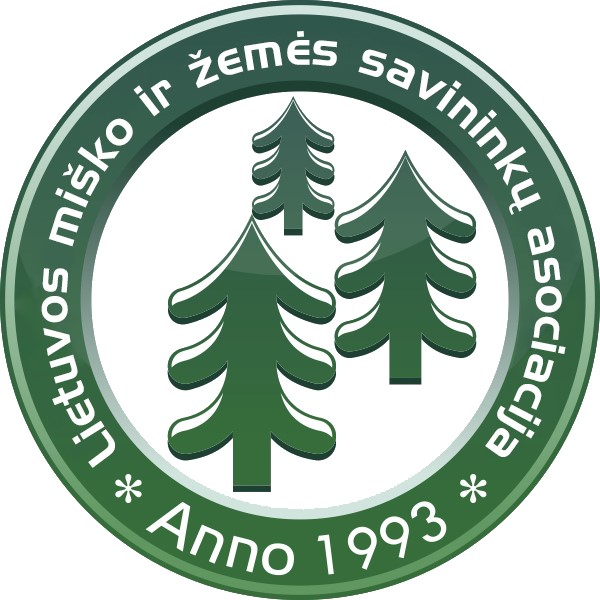 Lietuvos miško ir žemės savininkų asociacija
* Anno 1993 *